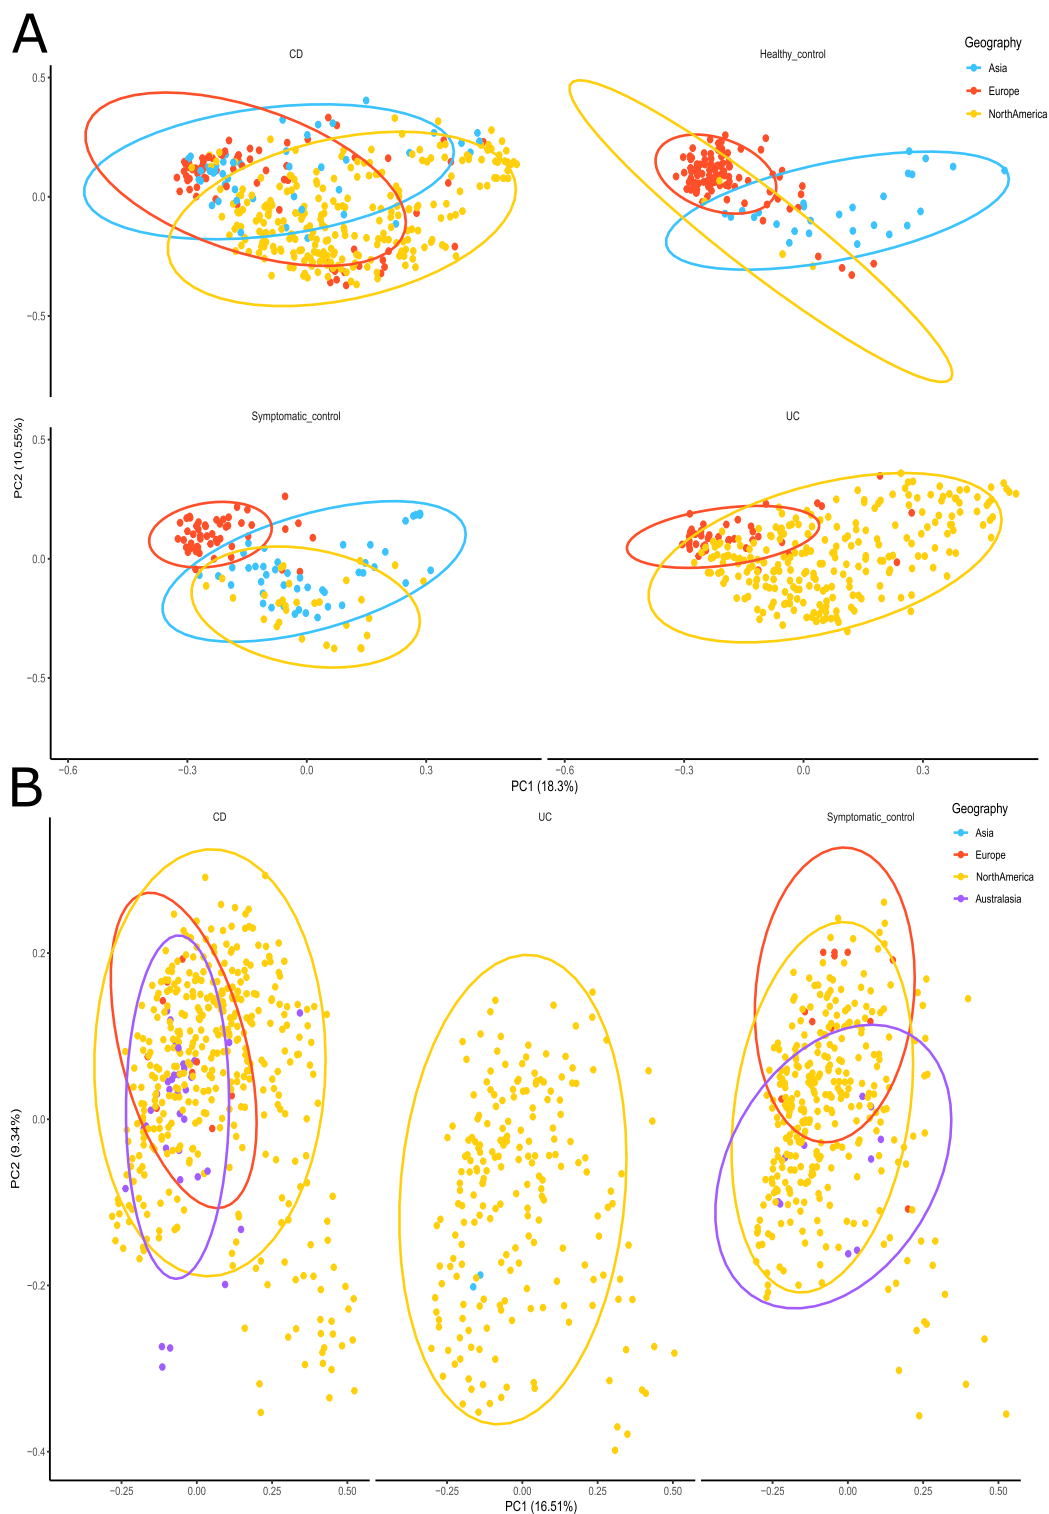 A
CD
Healthy_control
Geography
Asia
Europe
NorthAmerica
0.5
0.0
−0.5
Symptomatic_control
UC
PC2 (10.55%)
0.5
0.0
−0.5
−0.6
−0.3
0.0
0.3
−0.6
−0.3
0.0
0.3
PC1 (18.3%)
B
CD
UC
Symptomatic_control
Geography
Asia
Europe
NorthAmerica
Australasia
0.2
0.0
−0.2
−0.4
PC2 (9.34%)
−0.25
0.00
0.25
0.50
−0.25
0.00
0.25
0.50
−0.25
0.00
0.25
0.50
PC1 (16.51%)